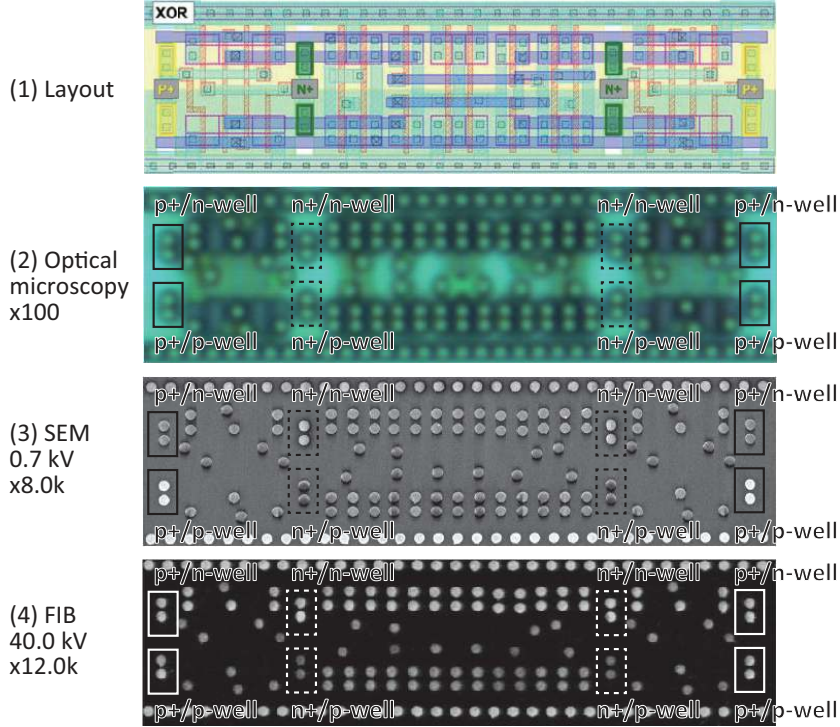 XOR
(1) Layout
P+
N+
N+
P+
p+/n-well
n+/n-well
n+/n-well
p+/n-well
(2) Optical
microscopy
x100
p+/p-well
n+/p-well
n+/p-well
p+/p-well
p+/n-well
n+/n-well
n+/n-well
p+/n-well
(3) SEM
0.7 kV
x8.0k
p+/p-well
n+/p-well
n+/p-well
p+/p-well
p+/n-well
n+/n-well
n+/n-well
p+/n-well
(4) FIB
40.0 kV
x12.0k
p+/p-well
n+/p-well
n+/p-well
p+/p-well